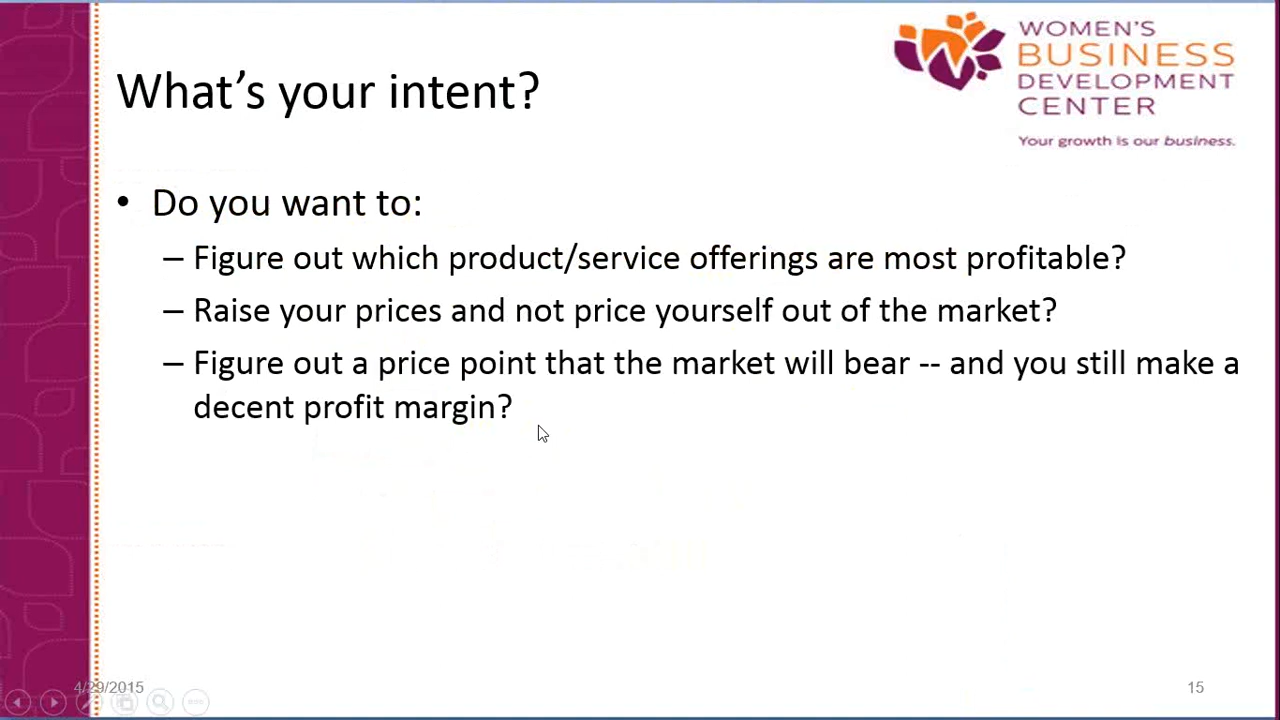 WOMEN'S
BUSINESS
DEVELOPMENT
CENTER
Your growth is our business.
What's your intent?
• Do you want to:
– Figure out which product/service offerings are most profitable?
– Raise your prices and not price yourself out of the market?
– Figure out a price point that the market will bear -- and you still make a
decent profit margin?
4/29/2015
15